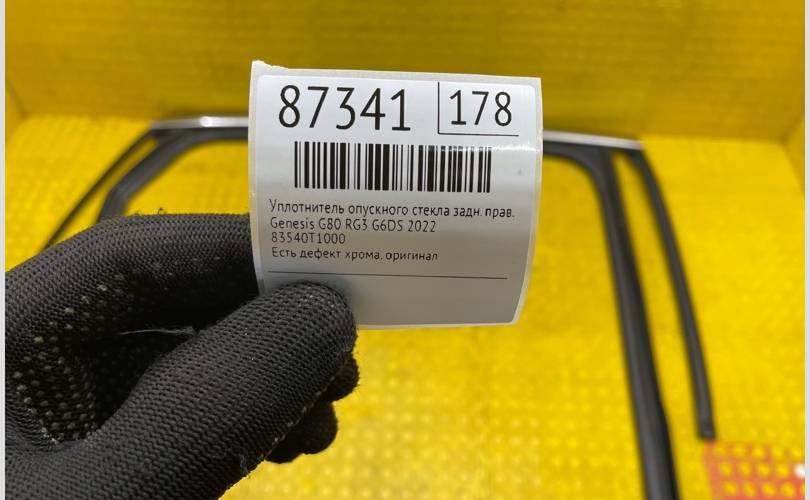 87341 178
Уплотнитель опускного стекла задн. прав.
Genesis G80 RG3 G6DS 2022
83540T1000
Есть дефект хрома, оригинал